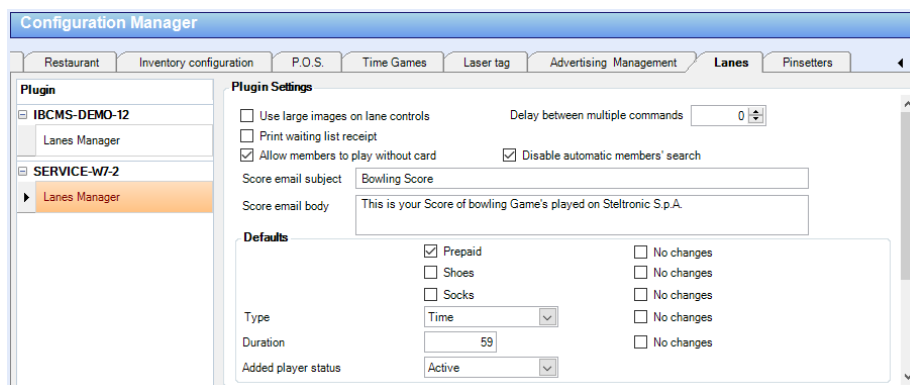 Configuration Manager
Restaurant Inventory configuration P.O.S. Time Games Laser tag Advertising Management Lanes Pinsetters
Plugin
IBCMS-DEMO-12
Lanes Manager
SERVICE-W7-2
Lanes Manager
Plugin Settings
Use large images on lane controls Delay between multiple commands 0
Print waiting list receipt
Allow members to play without card Disable automatic members' search
Score email subject Bowling Score
Score email body This is your Score of bowling Game's played on Steltronic S.p.A.
Defaults
Prepaid No changes
Shoes No changes
Socks No changes
Type Time No changes
Duration 59 No changes
Added player status Active